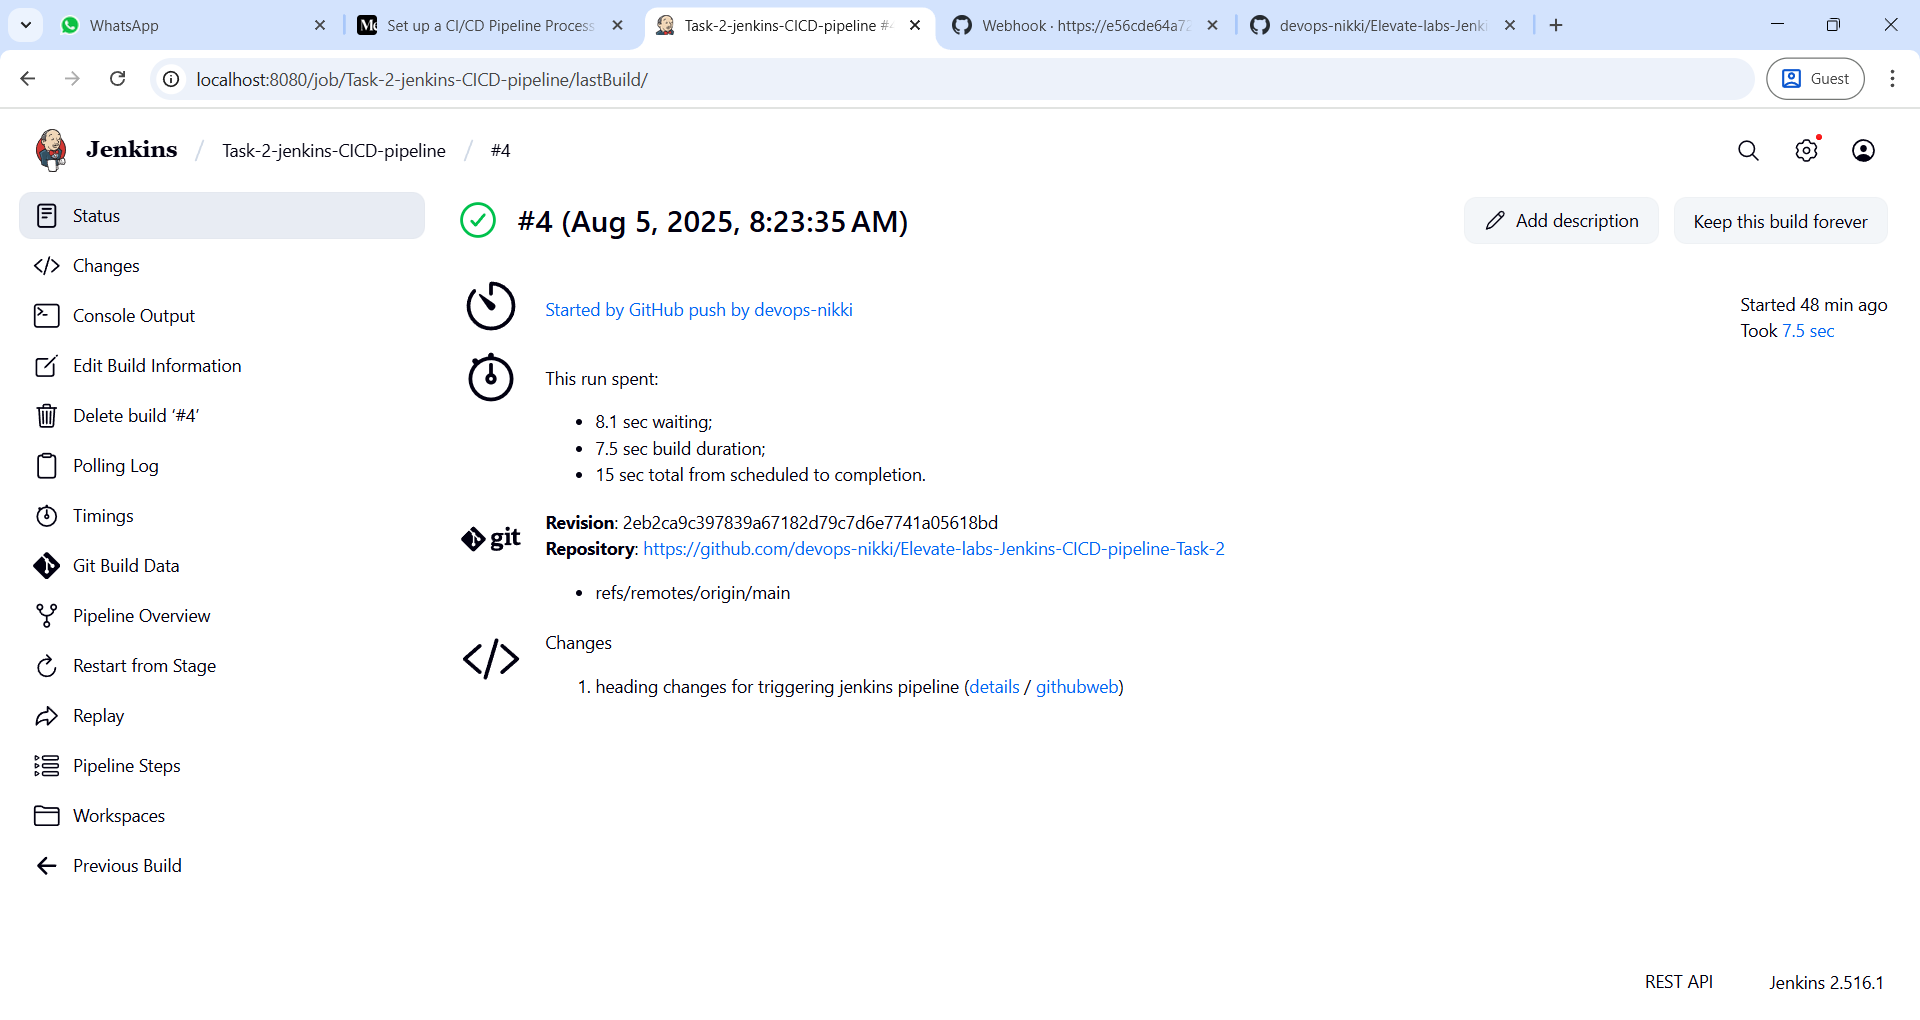 WhatsApp
Set up a CI/CD Pipeline Process
Task-2-jenkins-CICD-pipeline #4
Webhook · https://e56cde64a72
devops-nikki/Elevate-labs-Jenki
localhost:8080/job/Task-2-jenkins-CICD-pipeline/lastBuild/
Guest
Jenkins / Task-2-jenkins-CICD-pipeline / #4
Status
Changes
Console Output
Edit Build Information
Delete build ‘#4’
Polling Log
Timings
Git Build Data
Pipeline Overview
Restart from Stage
Replay
Pipeline Steps
Workspaces
Previous Build
#4 (Aug 5, 2025, 8:23:35 AM)
Add description
Keep this build forever
Started by GitHub push by devops-nikki
Started 48 min ago
Took 7.5 sec
This run spent:
• 8.1 sec waiting;
• 7.5 sec build duration;
• 15 sec total from scheduled to completion.
git
Revision: 2eb2ca9c397839a67182d79c7d6e7741a05618bd
Repository: https://github.com/devops-nikki/Elevate-labs-Jenkins-CICD-pipeline-Task-2
• refs/remotes/origin/main
Changes
1. heading changes for triggering jenkins pipeline (details / githubweb)
REST API
Jenkins 2.516.1